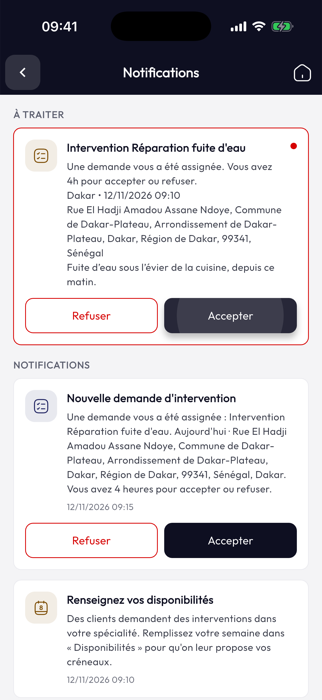 09:41
Notifications
À TRAITER
Intervention Réparation fuite d'eau
Une demande vous a été assignée. Vous avez
4h pour accepter ou refuser.
Dakar • 12/11/2026 09:10
Rue El Hadji Amadou Assane Ndoye, Commune
de Dakar-Plateau, Arrondissement de Dakar-
Plateau, Dakar, Région de Dakar, 99341,
Sénégal
Fuite d'eau sous l'évier de la cuisine, depuis ce
matin.
Refuser
Accepter
NOTIFICATIONS
Nouvelle demande d'intervention
Une demande vous a été assignée : Intervention
Réparation fuite d'eau. Aujourd'hui · Rue El Hadji
Amadou Assane Ndoye, Commune de Dakar-
Plateau, Arrondissement de Dakar-Plateau,
Dakar, Région de Dakar, 99341, Sénégal, Dakar.
Vous avez 4 heures pour accepter ou refuser.
12/11/2026 09:15
Refuser
Accepter
8
Renseignez vos disponibilités
Des clients demandent des interventions dans
votre spécialité. Remplissez votre semaine dans
« Disponibilités » pour qu'on leur propose vos
créneaux.
12/11/2026 09:10